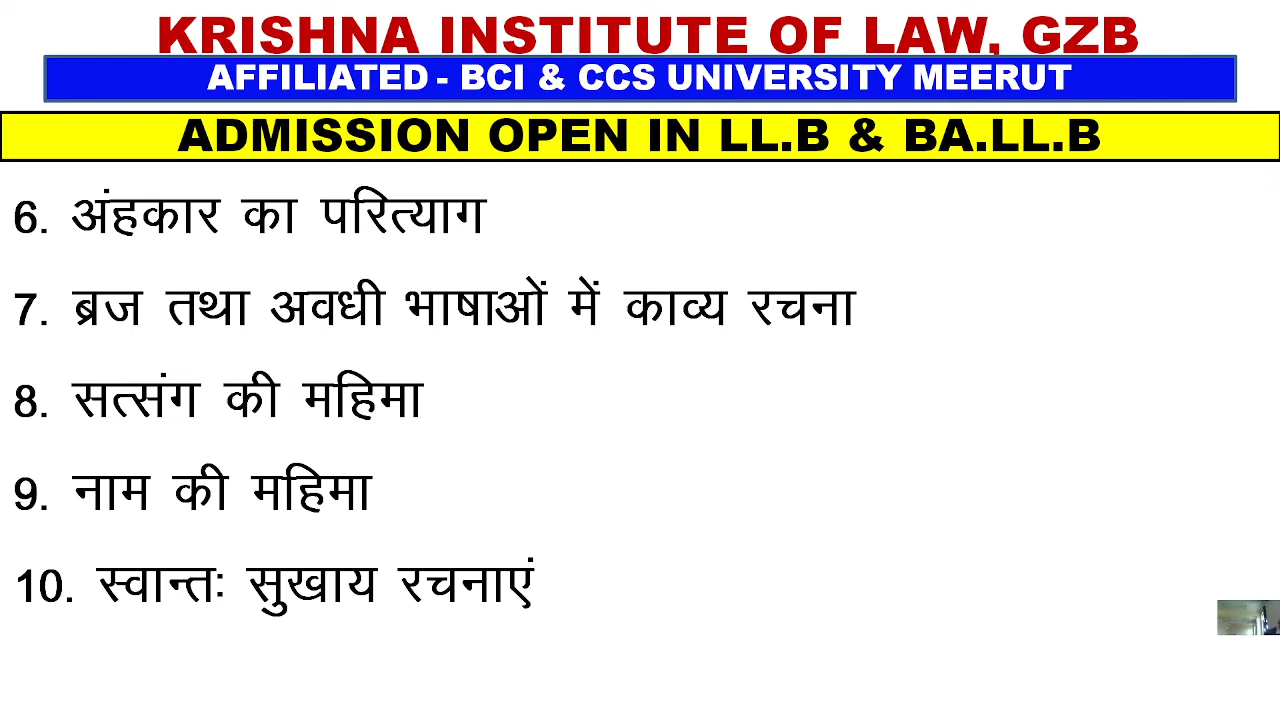 KRISHNA INSTITUTE OF LAW, GZB
AFFILIATED - BCI & CCS UNIVERSITY MEERUT
ADMISSION OPEN IN LL.B & BA.LL.B
6. अंहकार का परित्याग
7. ब्रज तथा अवधी भाषाओं में काव्य रचना
8. सत्संग की महिमा
9. नाम की महिमा
10. स्वान्तः सुखाय रचनाएं